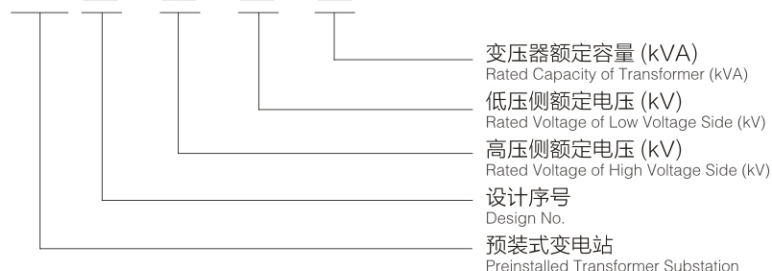 变压器额定容量 (kVA)
Rated Capacity of Transformer (kVA)
低压侧额定电压 (kV)
Rated Voltage of Low Voltage Side (kV)
高压侧额定电压 (kV)
Rated Voltage of High Voltage Side (kV)
设计序号
Design No.
预装式变电站
Preinstalled Transformer Substation